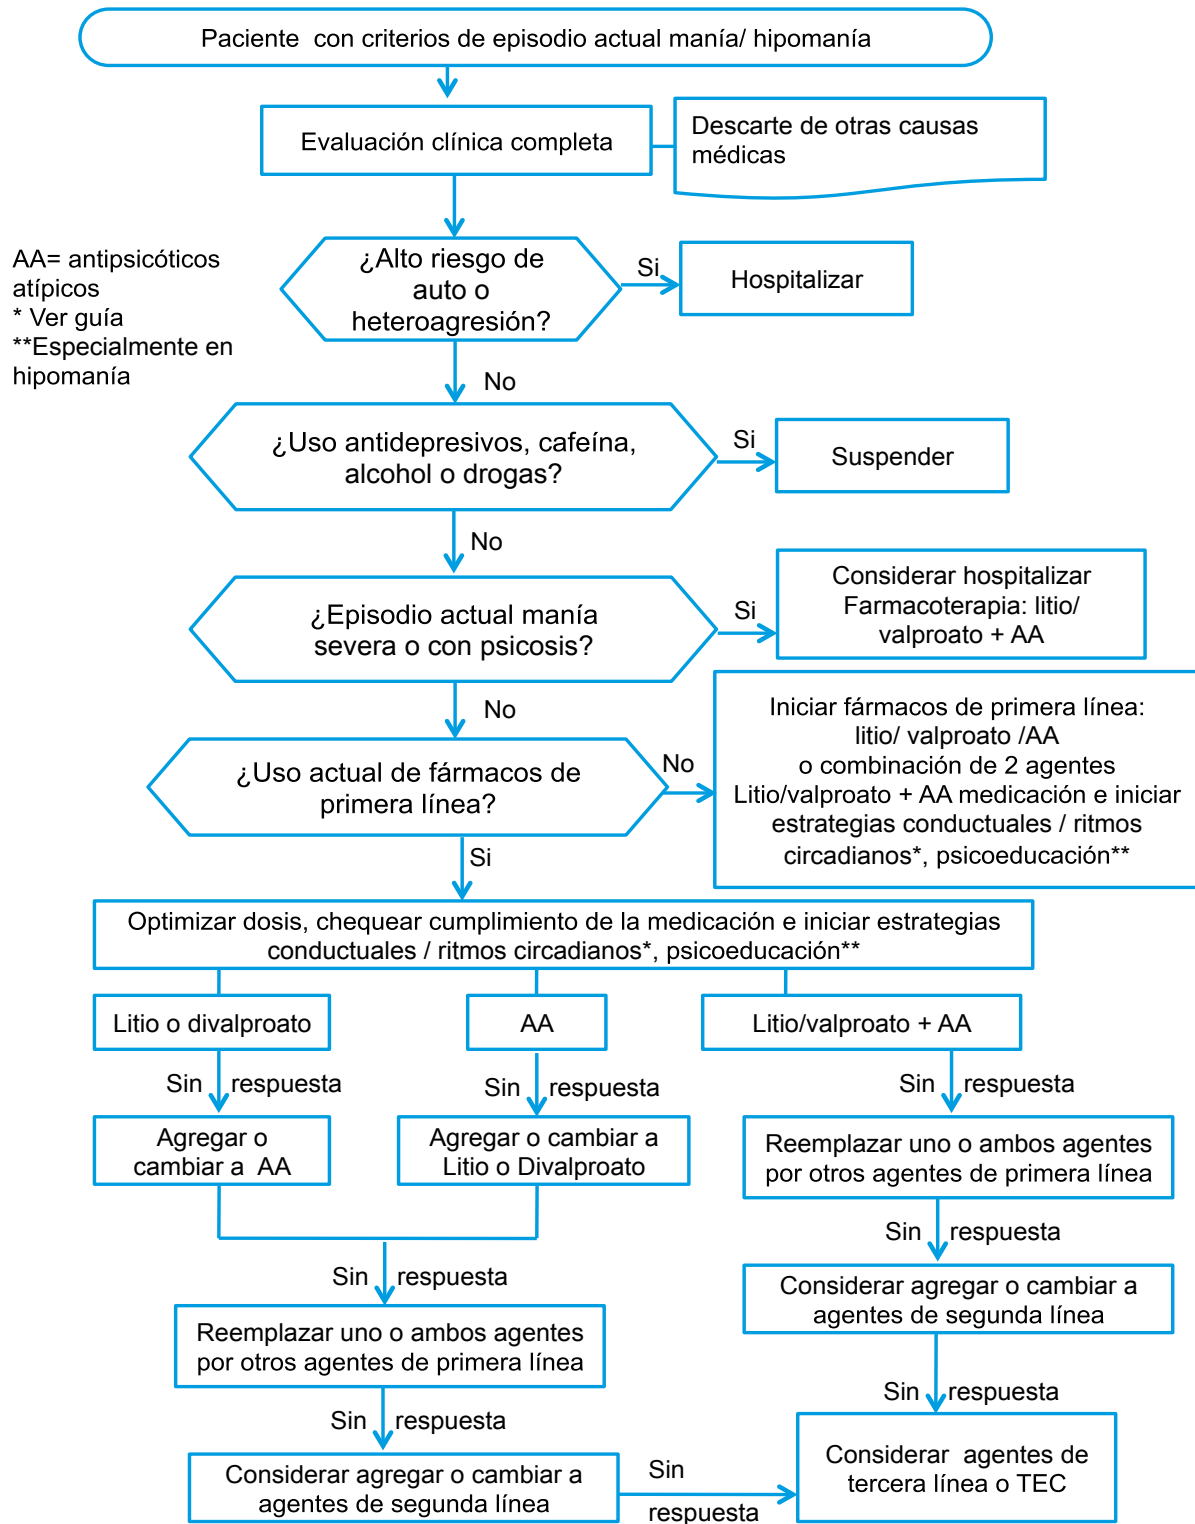 Paciente con criterios de episodio actual manía/ hipomanía
Evaluación clínica completa
Descarte de otras causas
médicas
AA= antipsicóticos
atípicos
* Ver guía
**Especialmente en
hipomanía
¿Alto riesgo de
auto o
heteroagresión?
Si
Hospitalizar
No
¿Uso antidepresivos, cafeína,
alcohol o drogas?
Si
Suspender
No
¿Episodio actual manía
severa o con psicosis?
Si
Considerar hospitalizar
Farmacoterapia: litio/
valproato + AA
No
¿Uso actual de fármacos de
primera línea?
No
Iniciar fármacos de primera línea:
litio/ valproato /AA
o combinación de 2 agentes
Litio/valproato + AA medicación e iniciar
estrategias conductuales / ritmos
circadianos*, psicoeducación**
Si
Optimizar dosis, chequear cumplimiento de la medicación e iniciar estrategias
conductuales / ritmos circadianos*, psicoeducación**
Litio o divalproato
AA
Litio/valproato + AA
Sin respuesta
Sin respuesta
Sin respuesta
Agregar o
cambiar a AA
Agregar o cambiar a
Litio o Divalproato
Reemplazar uno o ambos agentes
por otros agentes de primera línea
Sin respuesta
Sin respuesta
Considerar agregar o cambiar a
agentes de segunda línea
Reemplazar uno o ambos agentes
por otros agentes de primera línea
Sin respuesta
Sin respuesta
Considerar agregar o cambiar a
agentes de segunda línea
Sin
respuesta
Considerar agentes de
tercera línea o TEC